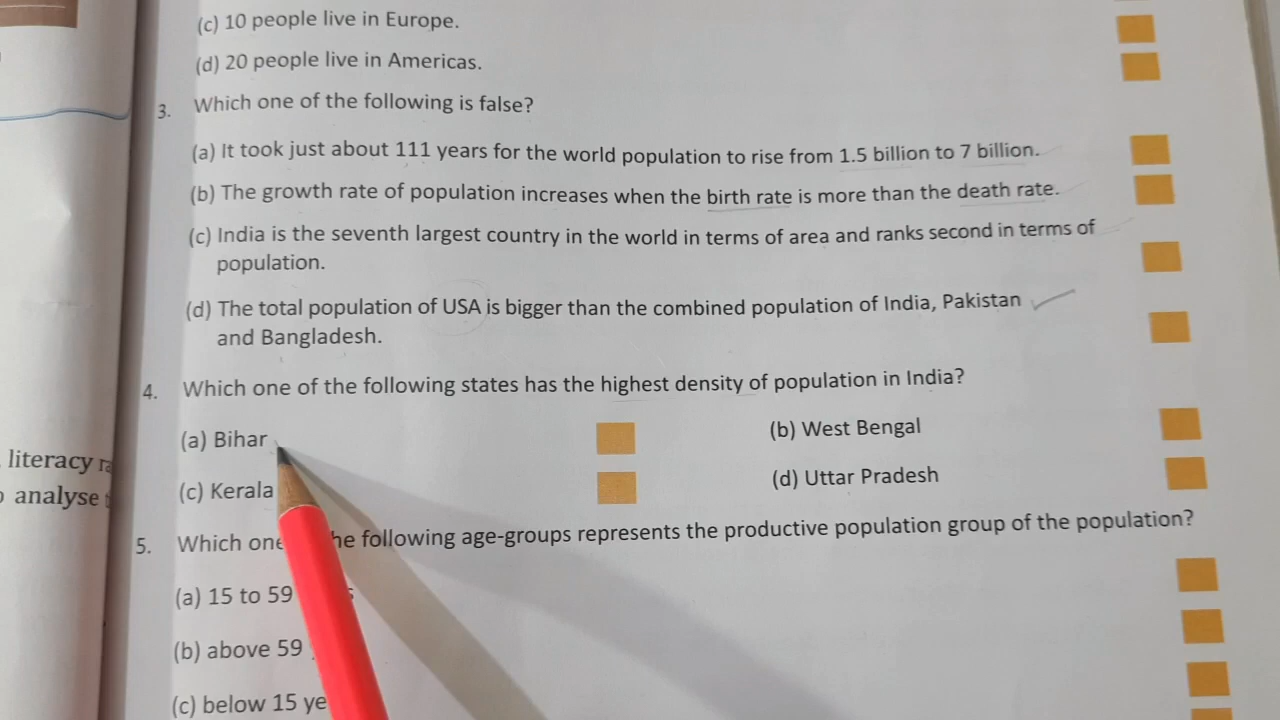 (c) 10 people live in Europe.
(d) 20 people live in Americas.
3. Which one of the following is false?
(a) It took just about 111 years for the world population to rise from 1.5 billion to 7 billion.
(b) The growth rate of population increases when the birth rate is more than the death rate.
(c) India is the seventh largest country in the world in terms of area and ranks second in terms of
population.
(d) The total population of USA is bigger than the combined population of India, Pakistan
and Bangladesh.
4. Which one of the following states has the highest density of population in India?
(a) Bihar
(b) West Bengal
(c) Kerala
(d) Uttar Pradesh
literacy
analyse
5. Which one following age-groups represents the productive population group of the population?
(a) 15 to 59
(b) above 59
(c) below 15